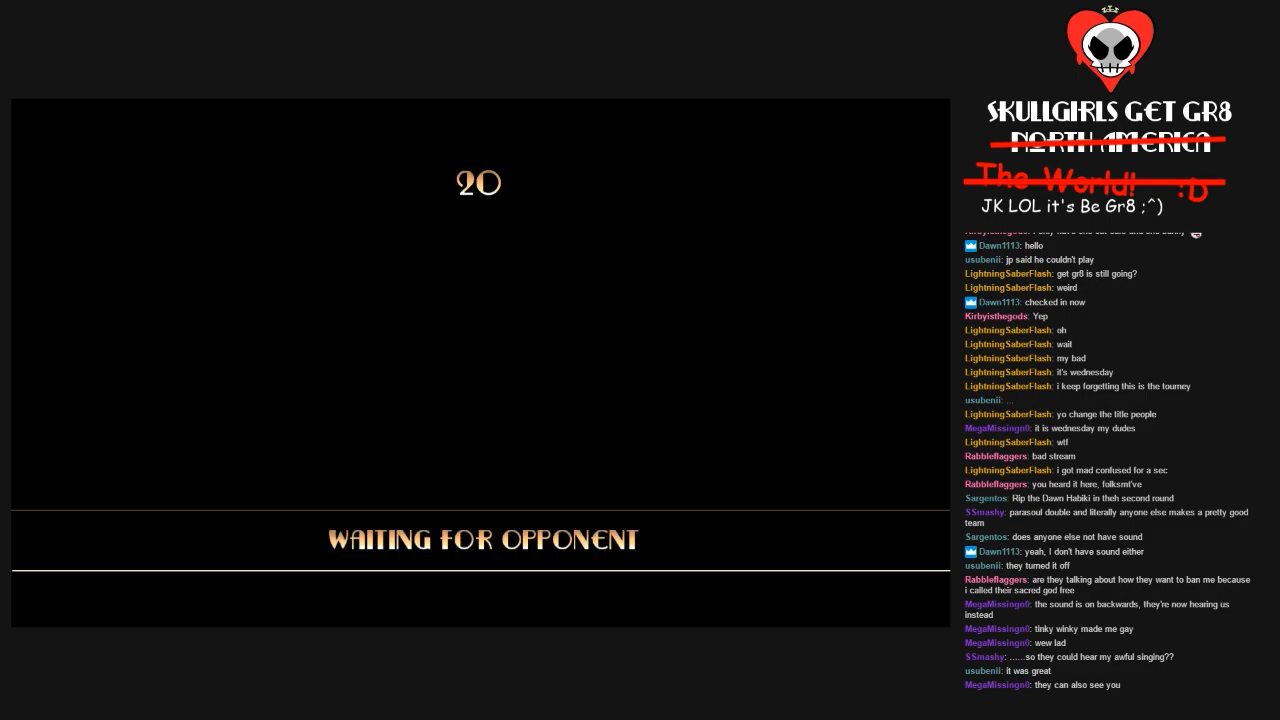 SKULLGIRLS GET GR8
NORTH AMERICA
The World! :D
JK LOL it's Be Gr8 ;^)
20
WAITING FOR OPPONENT
Dawn1113: hello
usubenii: jp said he couldn't play
LightningSaberFlash: get gr8 is still going?
LightningSaberFlash: weird
Dawn1113: checked in now
Kirbyisthegods: Yep
LightningSaberFlash: oh
LightningSaberFlash: wait
LightningSaberFlash: my bad
LightningSaberFlash: it's wednesday
LightningSaberFlash: i keep forgetting this is the tourney
usubenii: ...
LightningSaberFlash: yo change the title people
MegaMissingn0: it is wednesday my dudes
LightningSaberFlash: wtf
Rabbleflaggers: bad stream
LightningSaberFlash: i got mad confused for a sec
Rabbleflaggers: you heard it here, folksmt've
Sargentos: Rip the Dawn Habiki in theh second round
SSmashy: parasoul double and literally anyone else makes a pretty good
team
Sargentos: does anyone else not have sound
Dawn1113: yeah, I don't have sound either
usubenii: they turned it off
Rabbleflaggers: are they talking about how they want to ban me because
i called their sacred god free
MegaMissingn0: the sound is on backwards, they're now hearing us
instead
MegaMissingn0: tinky winky made me gay
MegaMissingn0: wew lad
SSmashy: ......so they could hear my awful singing??
usubenii: it was great
MegaMissingn0: they can also see you